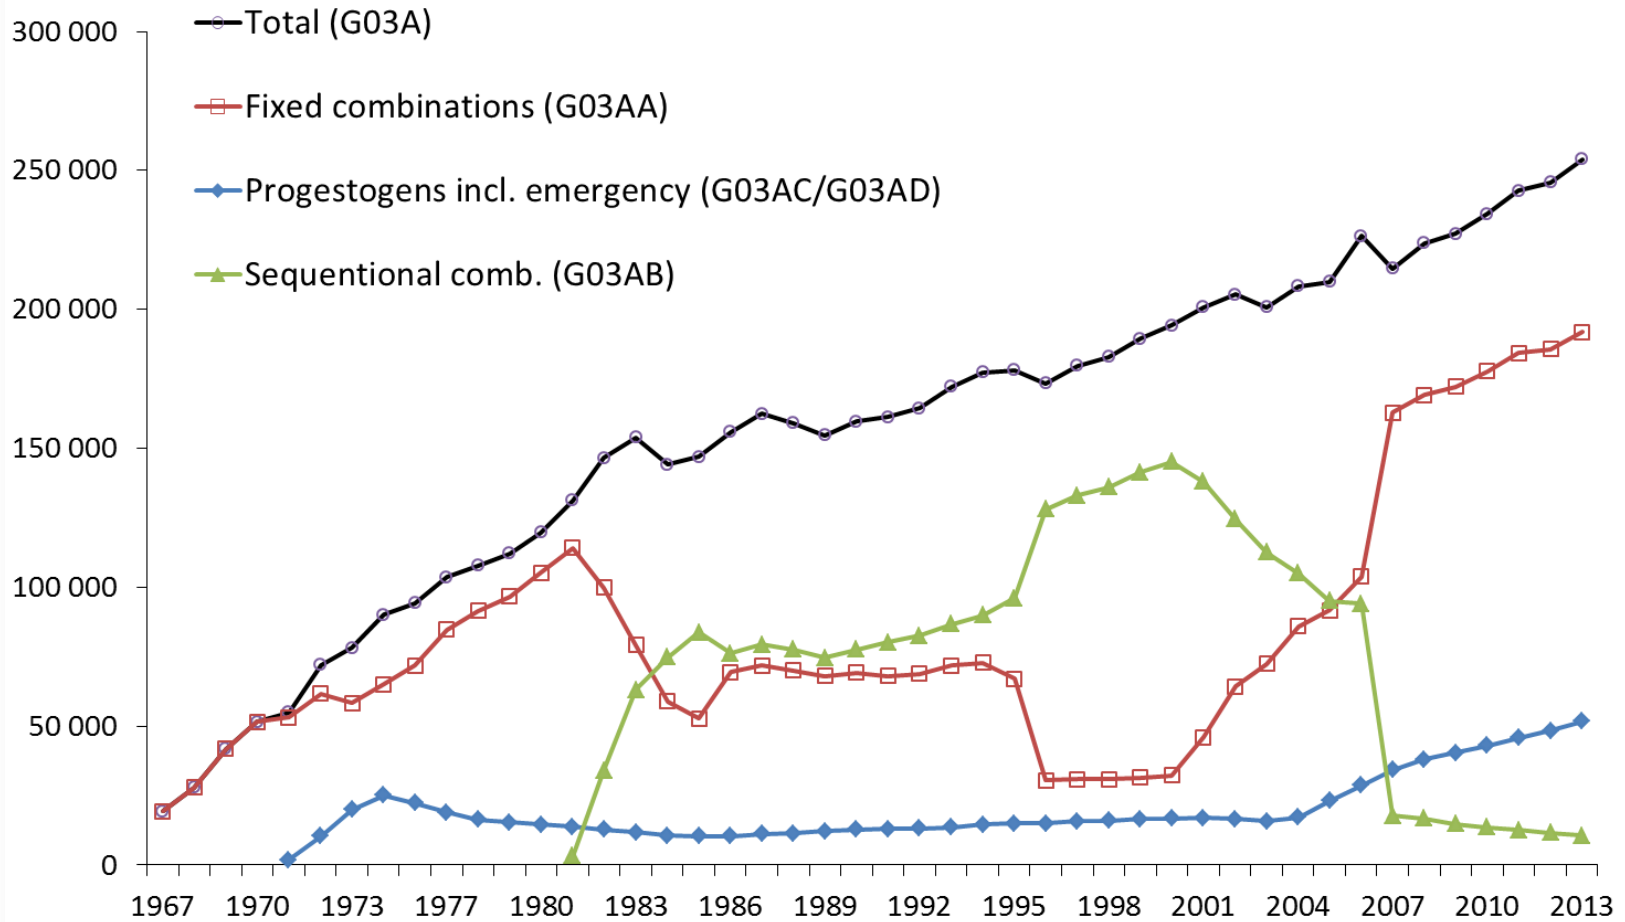 Total (G03A)
300 000
Fixed combinations (G03AA)
250 000
Progestogens incl. emergency (G03AC/G03AD)
Sequentional comb. (G03AB)
200 000
150 000
100 000
50 000
0
1967 1970 1973 1977 1980 1983 1986 1989 1992 1995 1998 2001 2004 2007 2010 2013